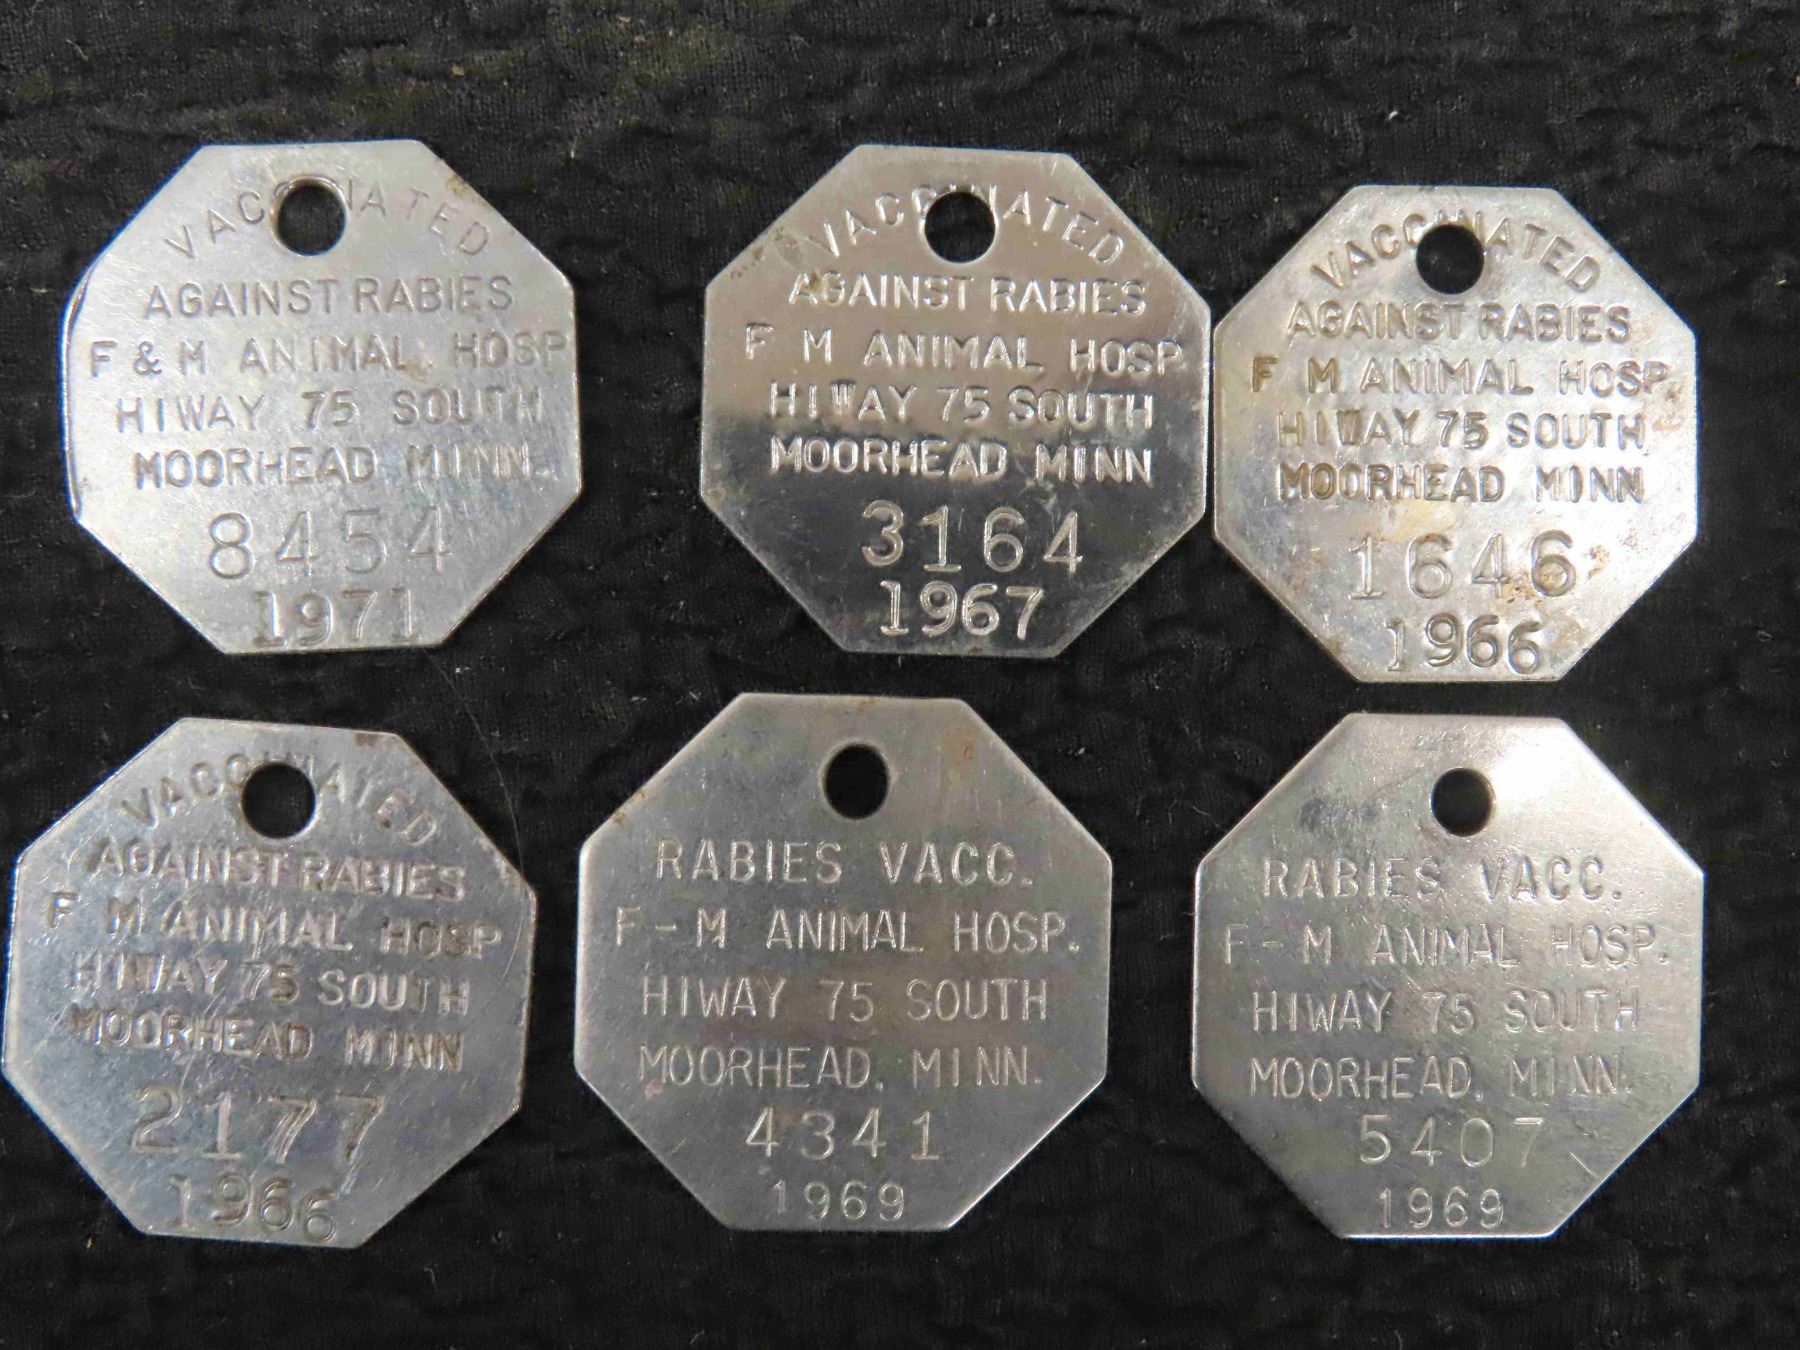 VACCINATED
AGAINST RABIES
F & M ANIMAL HOSP
HIWAY 75 SOUTH
MOORHEAD MINN.
8454
1971
VACCINATED
AGAINST RABIES
F M ANIMAL HOSP
HIWAY 75 SOUTH
MOORHEAD MINN
3164
1967
VACCINATED
AGAINST RABIES
F M ANIMAL HOSP
HIWAY 75 SOUTH
MOORHEAD MINN
1646
1966
VACCINATED
AGAINST RABIES
F M ANIMAL HOSP
HIWAY 75 SOUTH
MOORHEAD MINN
2177
1966
RABIES VACC.
F - M ANIMAL HOSP.
HIWAY 75 SOUTH
MOORHEAD, MINN.
4341
1969
RABIES VACC.
F - M ANIMAL HOSP.
HIWAY 75 SOUTH
MOORHEAD, MINN.
5407
1969